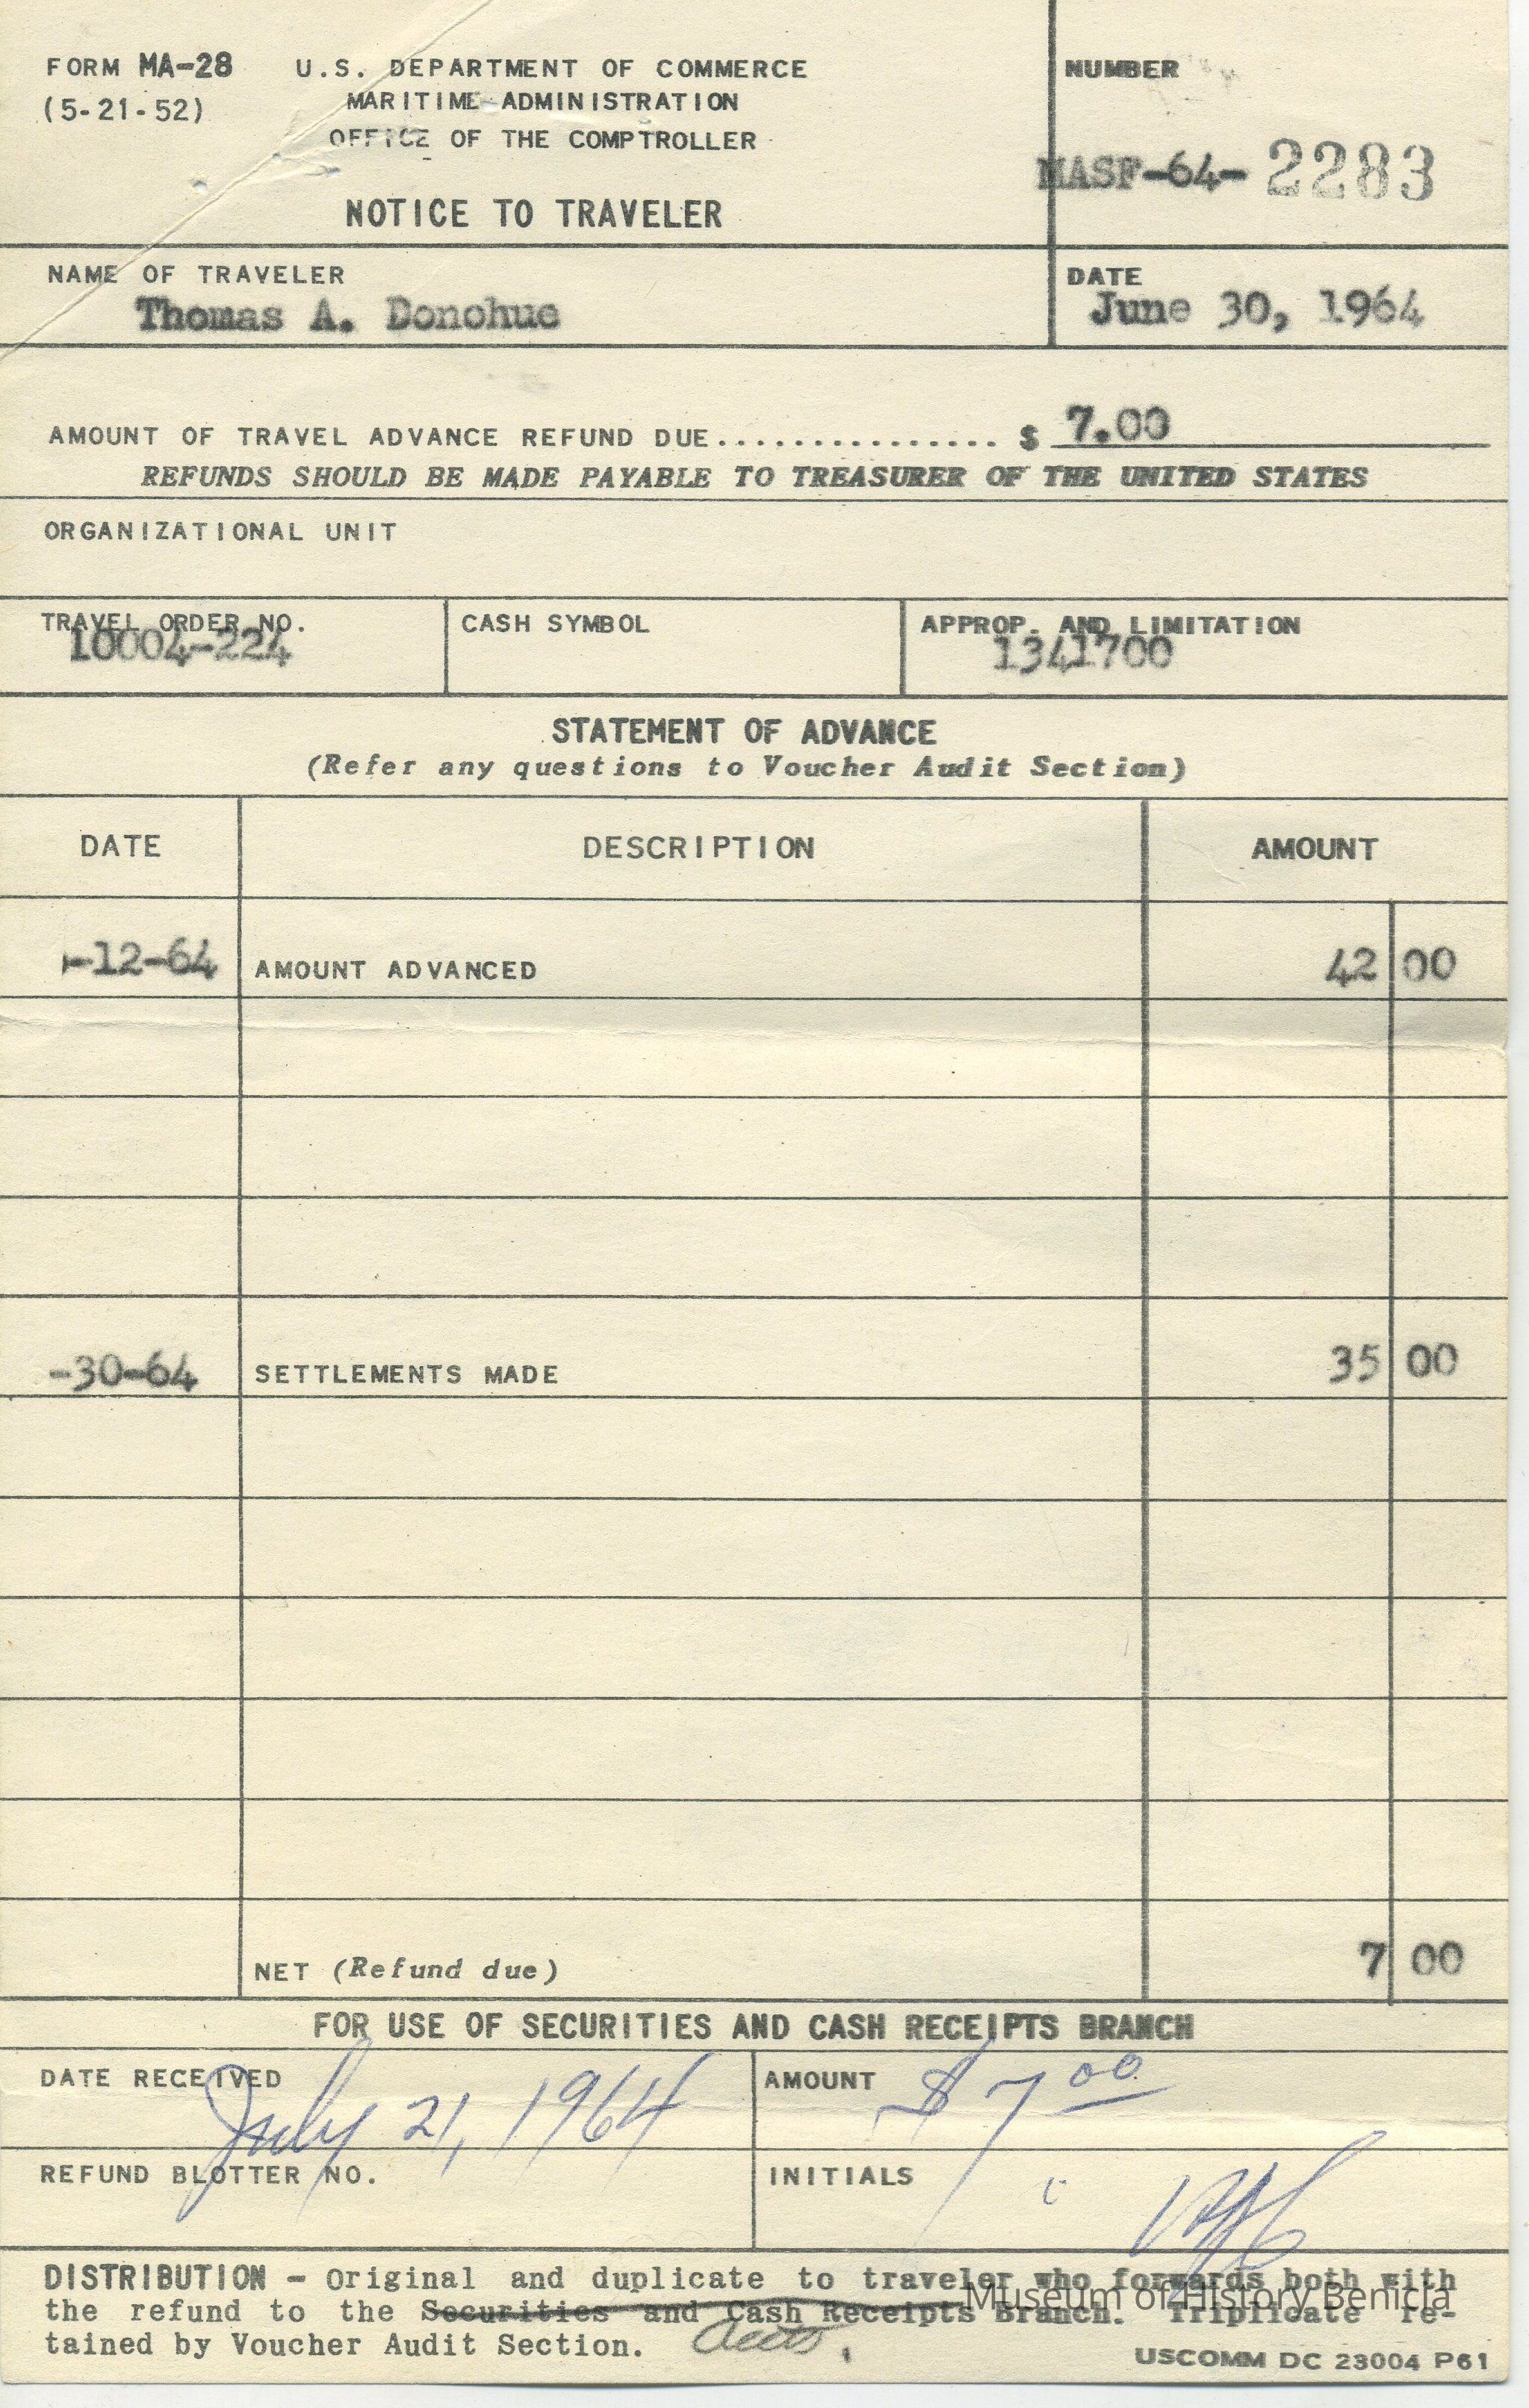 FORM MA-28 U.S. DEPARTMENT OF COMMERCE
(5-21-52) MARITIME ADMINISTRATION
OFFICE OF THE COMPTROLLER
NOTICE TO TRAVELER
NUMBER
MASF-64- 2283
NAME OF TRAVELER
Thomas A. Donohue
DATE
June 30, 1964
AMOUNT OF TRAVEL ADVANCE REFUND DUE................ $ 7.00
REFUNDS SHOULD BE MADE PAYABLE TO TREASURER OF THE UNITED STATES
ORGANIZATIONAL UNIT
TRAVEL ORDER NO.
10004-224
CASH SYMBOL
APPROP. AND LIMITATION
1341700
STATEMENT OF ADVANCE
(Refer any questions to Voucher Audit Section)
DATE DESCRIPTION AMOUNT
-12-64 AMOUNT ADVANCED 42 00
-30-64 SETTLEMENTS MADE 35 00
NET (Refund due) 7 00
FOR USE OF SECURITIES AND CASH RECEIPTS BRANCH
DATE RECEIVED
July 21, 1964
AMOUNT $7 00
REFUND BLOTTER NO.
INITIALS
DISTRIBUTION - Original and duplicate to traveler who forwards both with
the refund to the Securities and Cash Receipts Branch. Triplicate re-
tained by Voucher Audit Section.
Museum of History Benicia
USCOMM DC 23004 P61